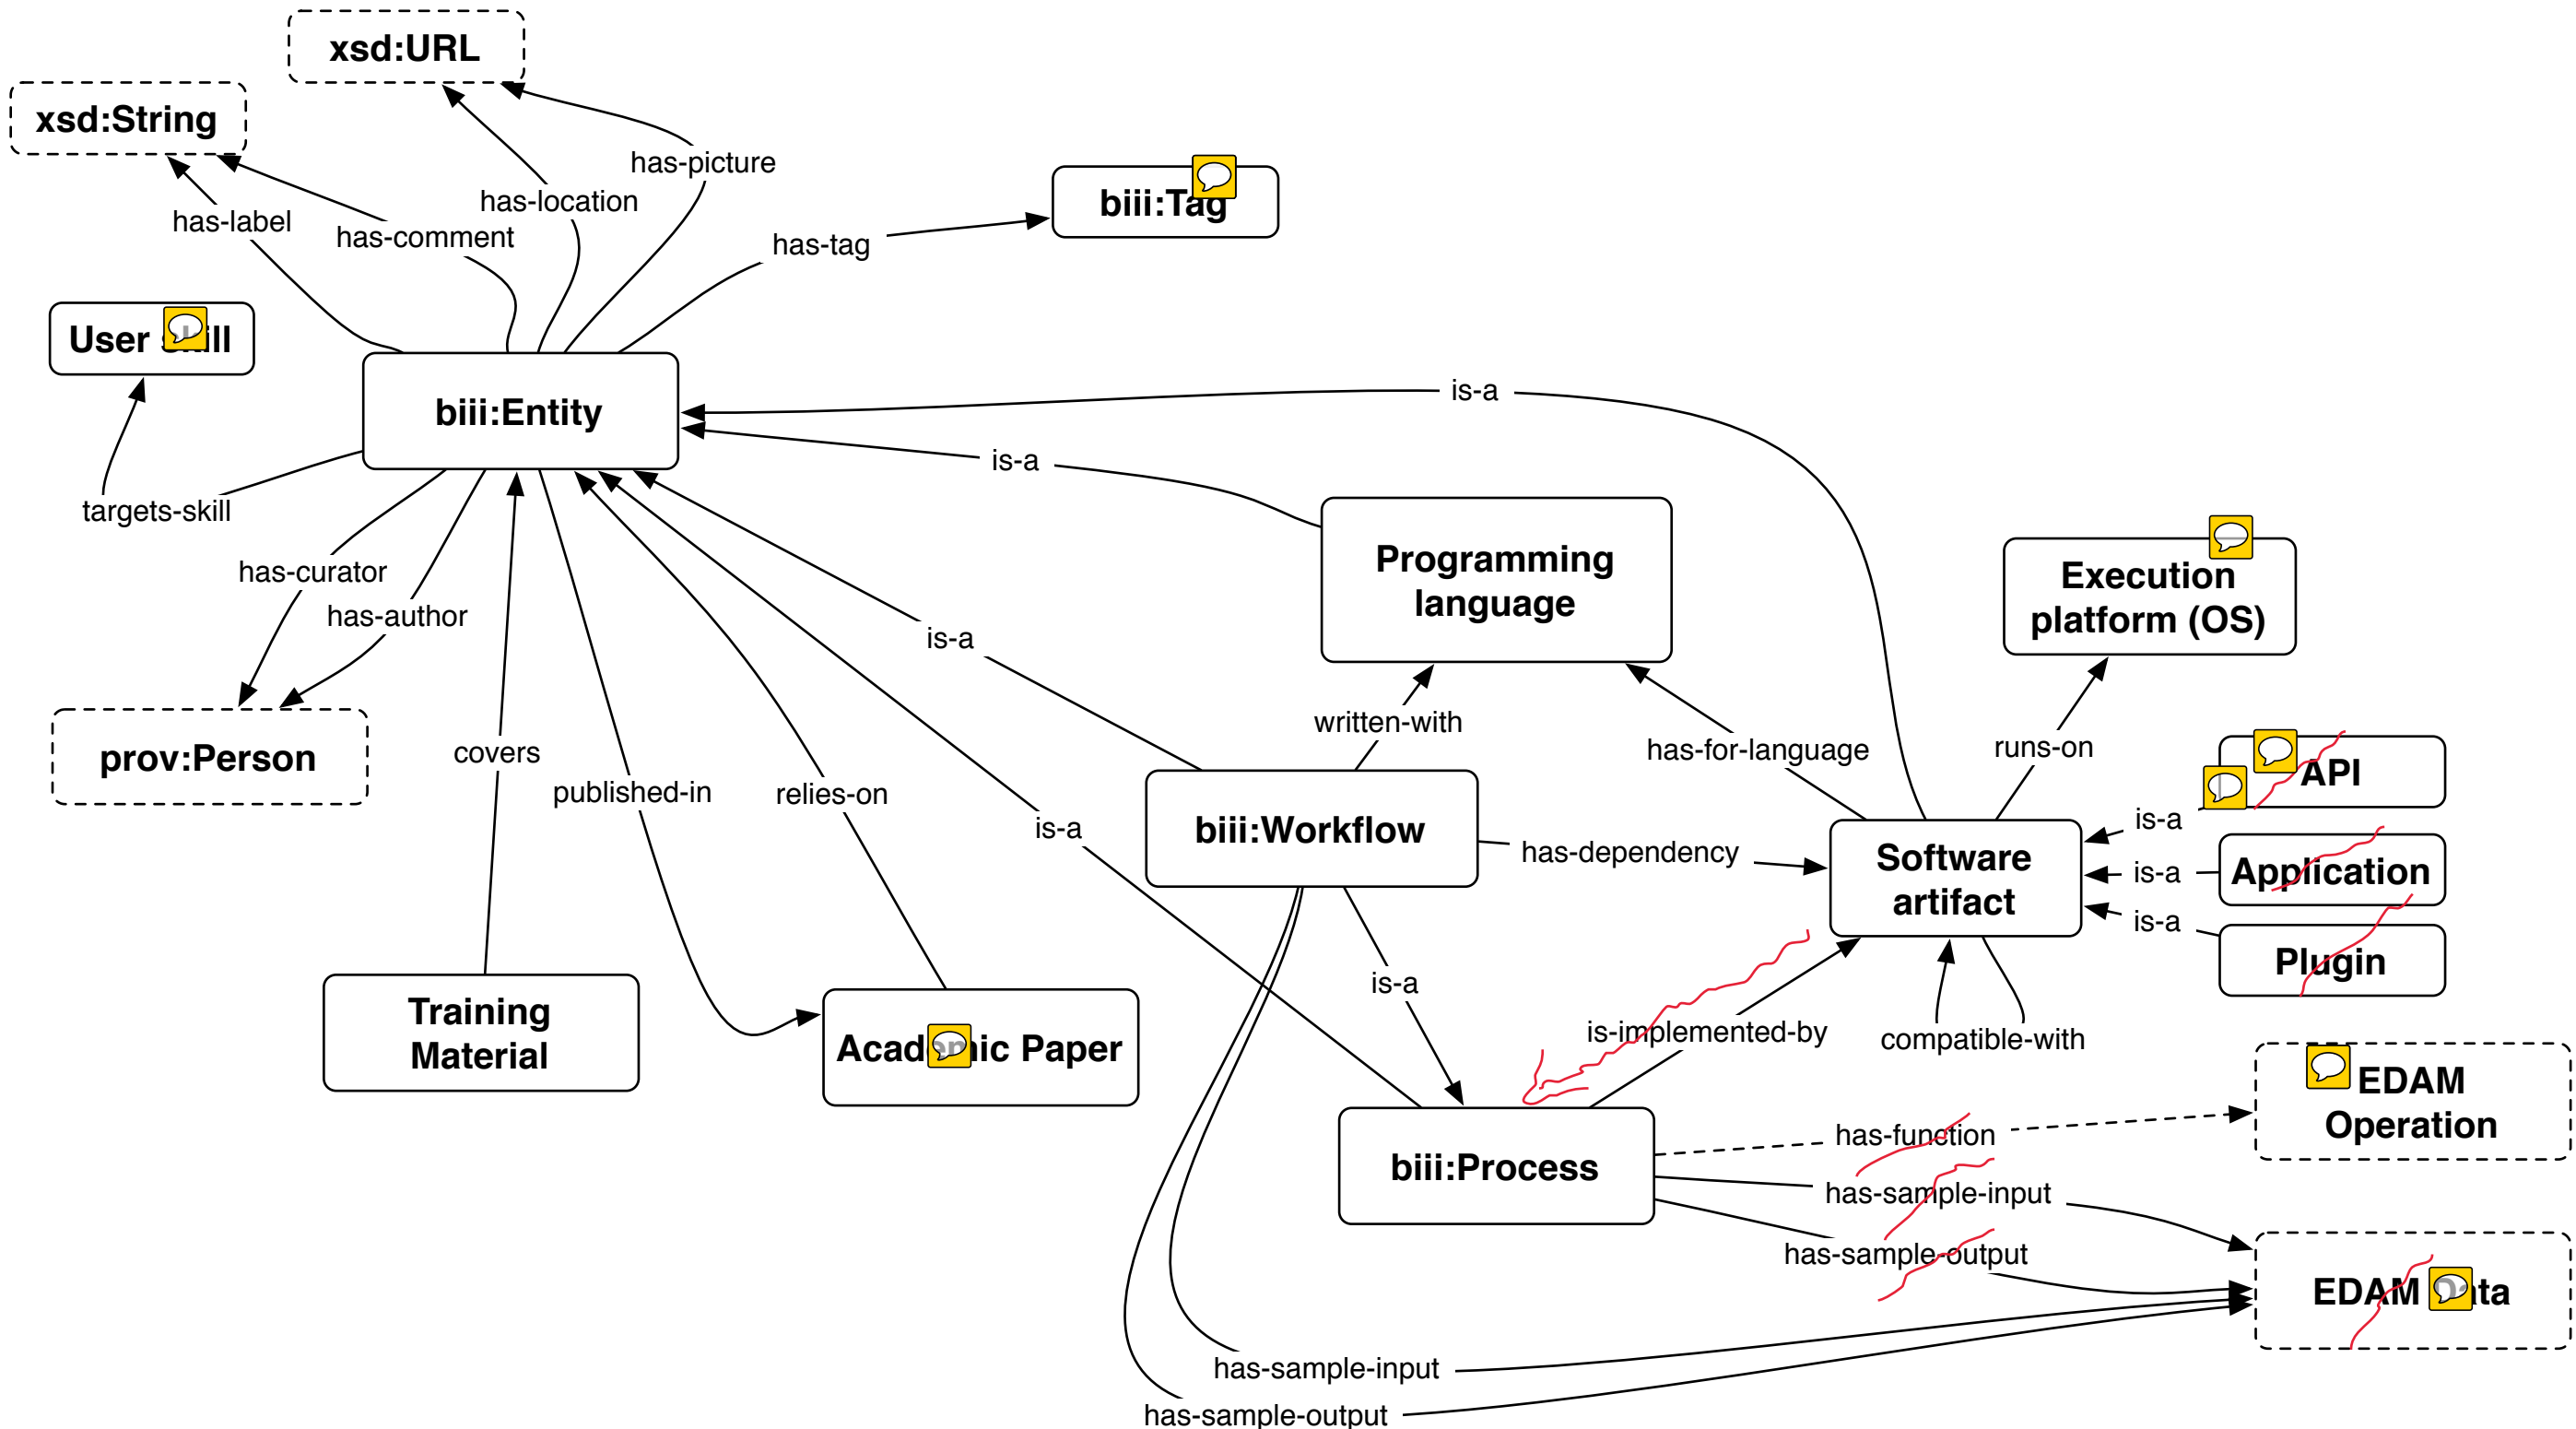 xsd:URL
xsd:String
has-picture
has-location
has-label
has-comment
biii:Tag
has-tag
User skill
biii:Entity
is-a
is-a
targets-skill
Programming
language
Execution
platform (OS)
has-curator
has-author
is-a
prov:Person
covers
published-in
relies-on
written-with
has-for-language
runs-on
API
is-a
is-a
biii:Workflow
has-dependency
Software
artifact
is-a
Application
is-a
Plugin
is-a
Training
Material
Academic Paper
is-implemented-by
compatible-with
EDAM
Operation
has-function
biii:Process
has-sample-input
has-sample-output
EDAM Data
has-sample-input
has-sample-output